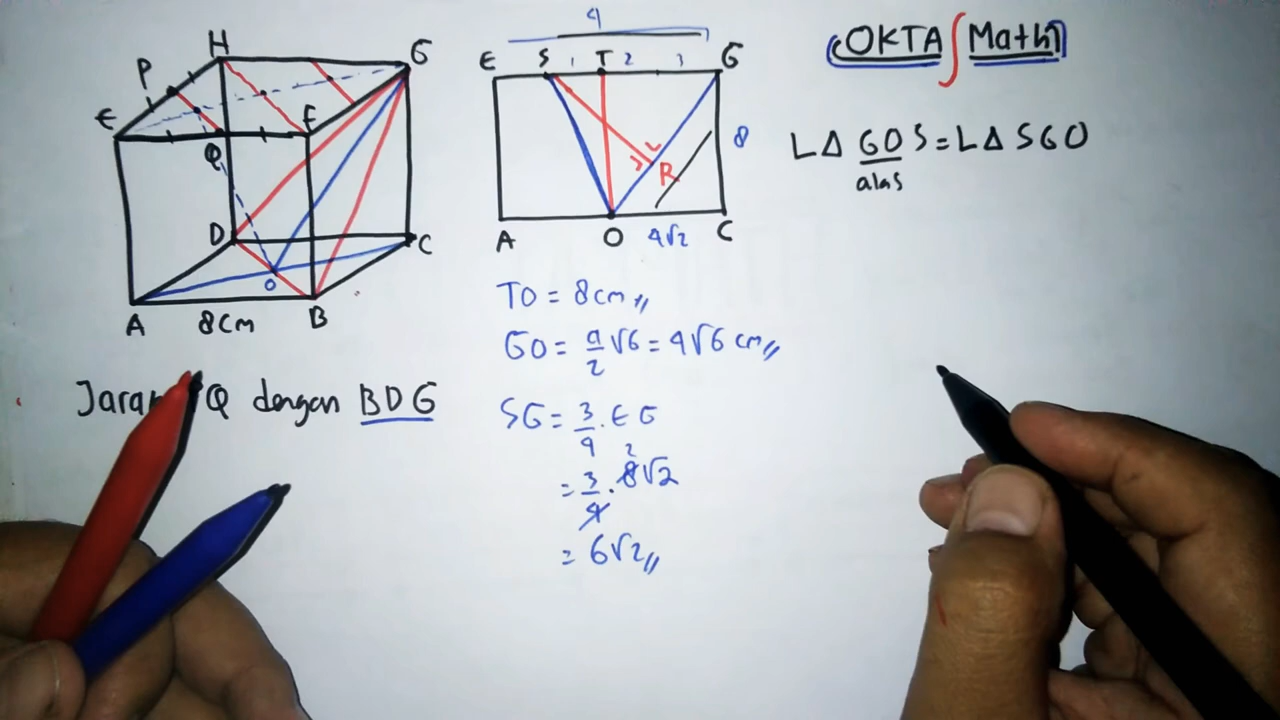 H
G
P
E
F
Q
D
C
O
A
8cm
B
4
E S 1 T 2 3 G
8
R
A O 4√2 C
OKTA ∫ Math
L∆ GOS = L∆ SGO
alas
TO = 8cm
GO = a/2 √6 = 4√6 cm
Q dengan BDG
SG = 3/4 . EG
2
= 3/4 . 8√2
= 6√2